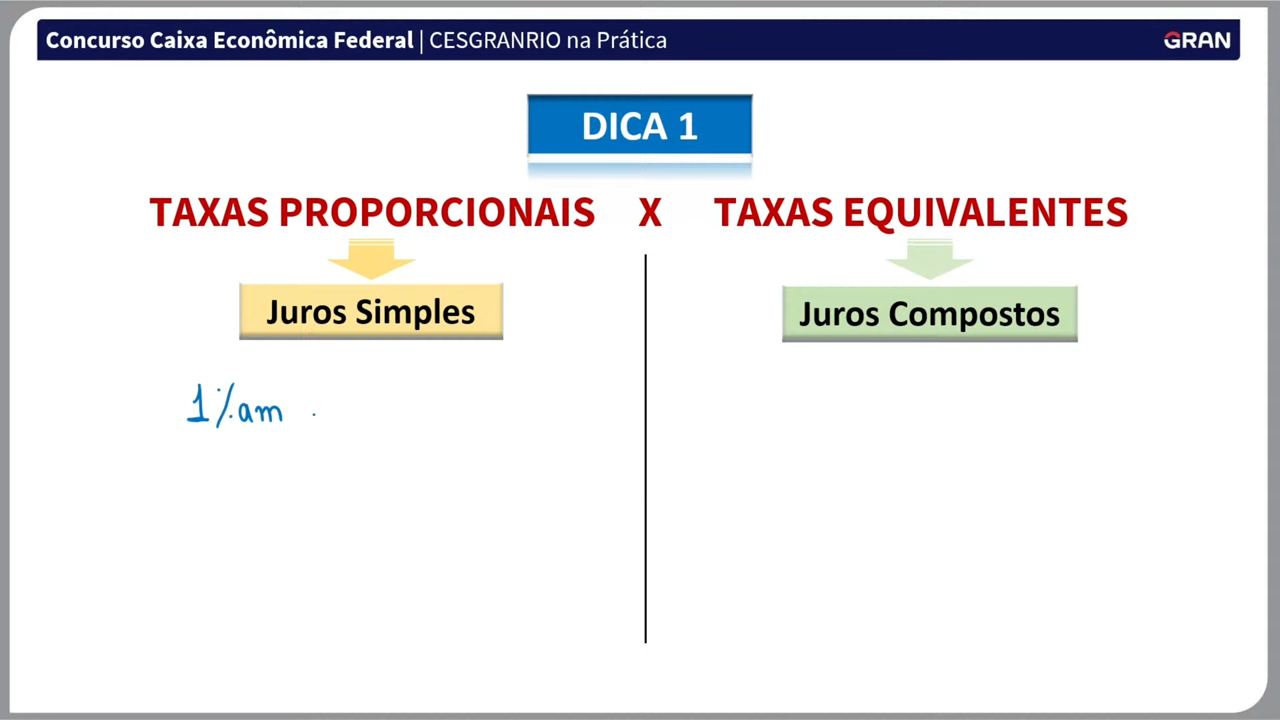 Concurso Caixa Econômica Federal | CESGRANRIO na Prática
GRAN
DICA 1
TAXAS PROPORCIONAIS X TAXAS EQUIVALENTES
Juros Simples
Juros Compostos
1% am